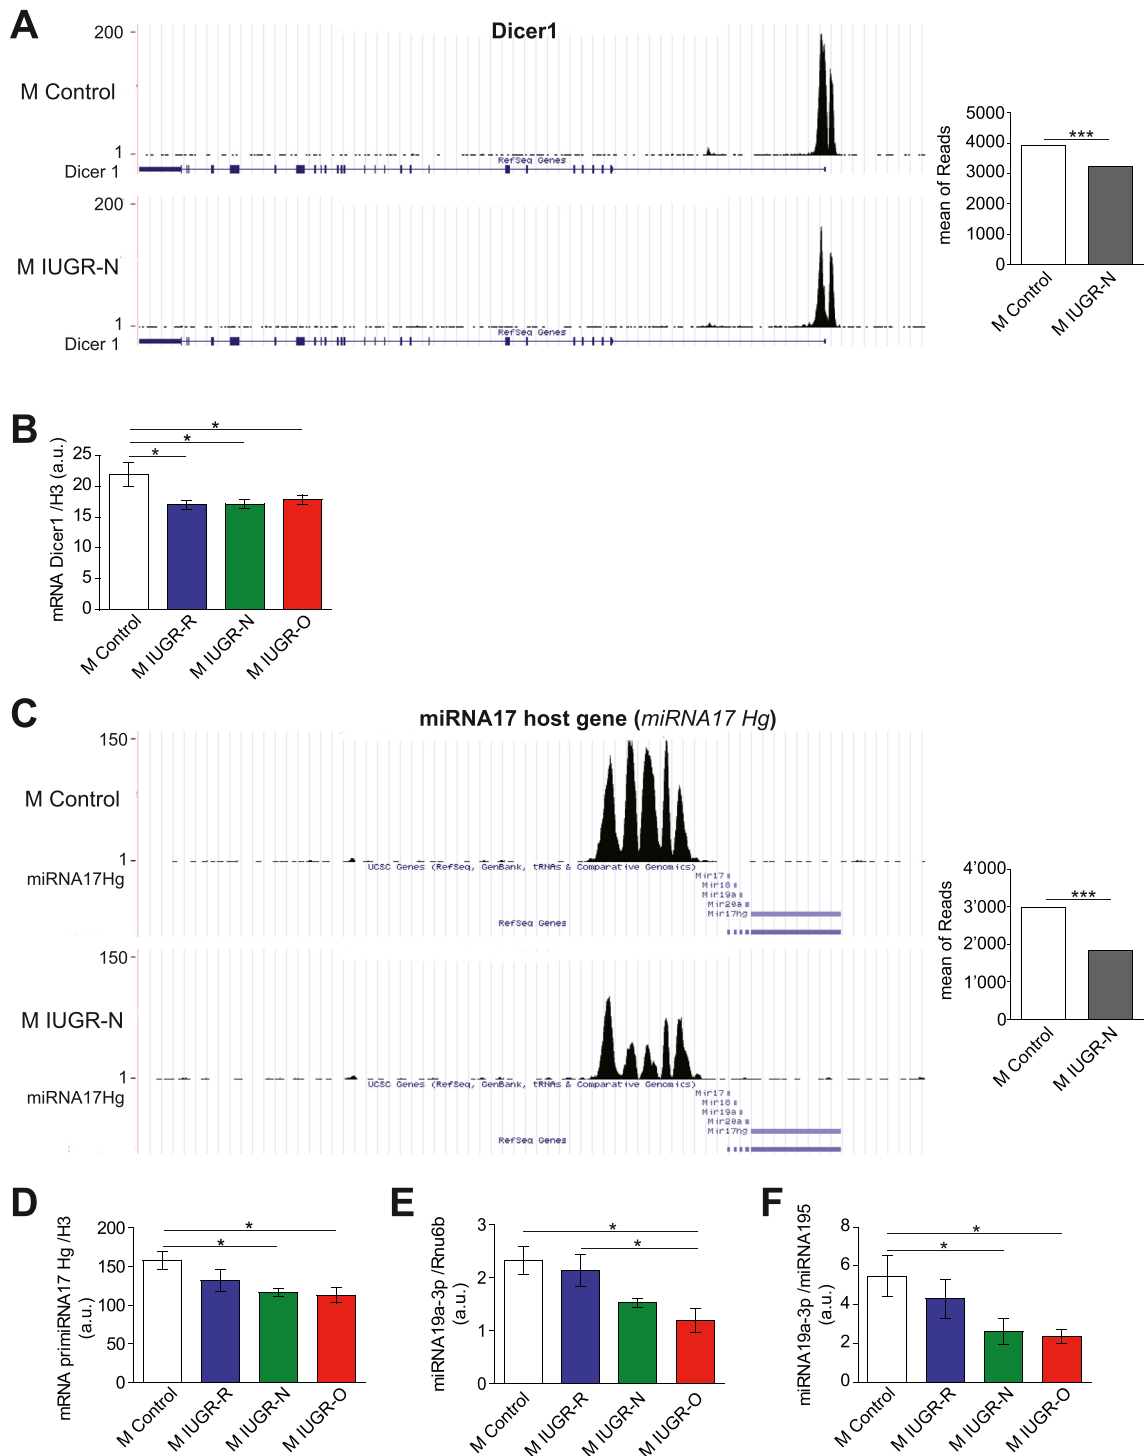 A
Dicer1
200
M Control
1
RefSeq Genes
Dicer 1
200
M IUGR-N
1
RefSeq Genes
Dicer 1
mean of Reads
5000
4000
3000
2000
1000
0
***
M Control
M IUGR-N
B
mRNA Dicer1 /H3 (a.u.)
25
20
15
10
5
0
*
*
*
M Control
M IUGR-R
M IUGR-N
M IUGR-O
C
miRNA17 host gene (miRNA17 Hg)
150
M Control
1
UCSC Genes (RefSeq, GenBank, tRNAs & Comparative Genomics)
miRNA17Hg
Mir17
Mir18
Mir19a
Mir20a
Mir17hg
RefSeq Genes
150
M IUGR-N
1
UCSC Genes (RefSeq, GenBank, tRNAs & Comparative Genomics)
miRNA17Hg
Mir17
Mir18
Mir19a
Mir20a
Mir17hg
RefSeq Genes
mean of Reads
4'000
3'000
2'000
1'000
0
***
M Control
M IUGR-N
D
mRNA primiRNA17 Hg /H3
(a.u.)
200
150
100
50
0
*
*
M Control
M IUGR-R
M IUGR-N
M IUGR-O
E
miRNA19a-3p /Rnu6b
(a.u.)
3
2
1
0
*
*
M Control
M IUGR-R
M IUGR-N
M IUGR-O
F
miRNA19a-3p /miRNA195
(a.u.)
8
6
4
2
0
*
*
M Control
M IUGR-R
M IUGR-N
M IUGR-O